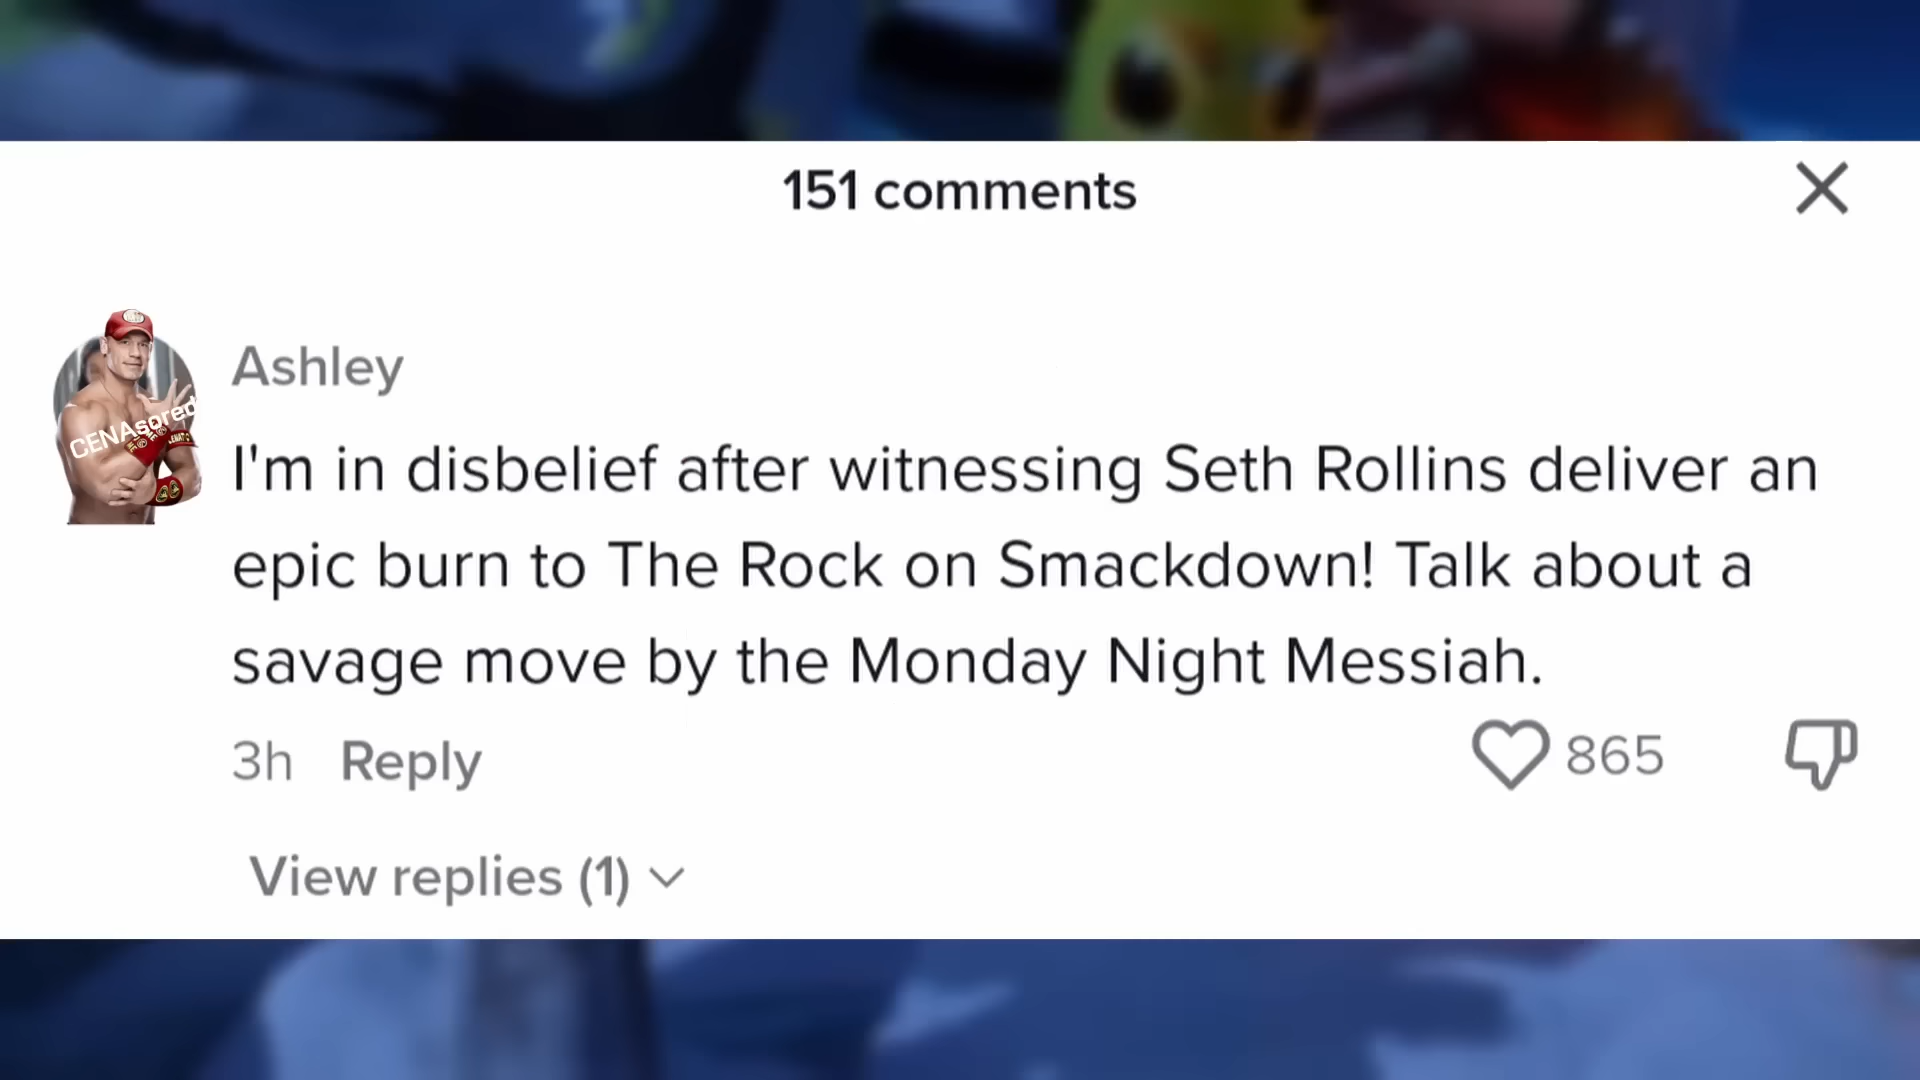 151 comments
Ashley
CENAsored
I'm in disbelief after witnessing Seth Rollins deliver an
epic burn to The Rock on Smackdown! Talk about a
savage move by the Monday Night Messiah.
3h Reply 865
View replies (1)